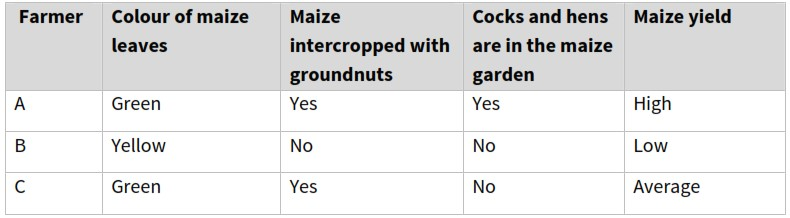 Farmer
Colour of maize
leaves
Maize
intercropped with
groundnuts
Cocks and hens
are in the maize
garden
Maize yield
A
Green
Yes
Yes
High
B
Yellow
No
No
Low
C
Green
Yes
No
Average